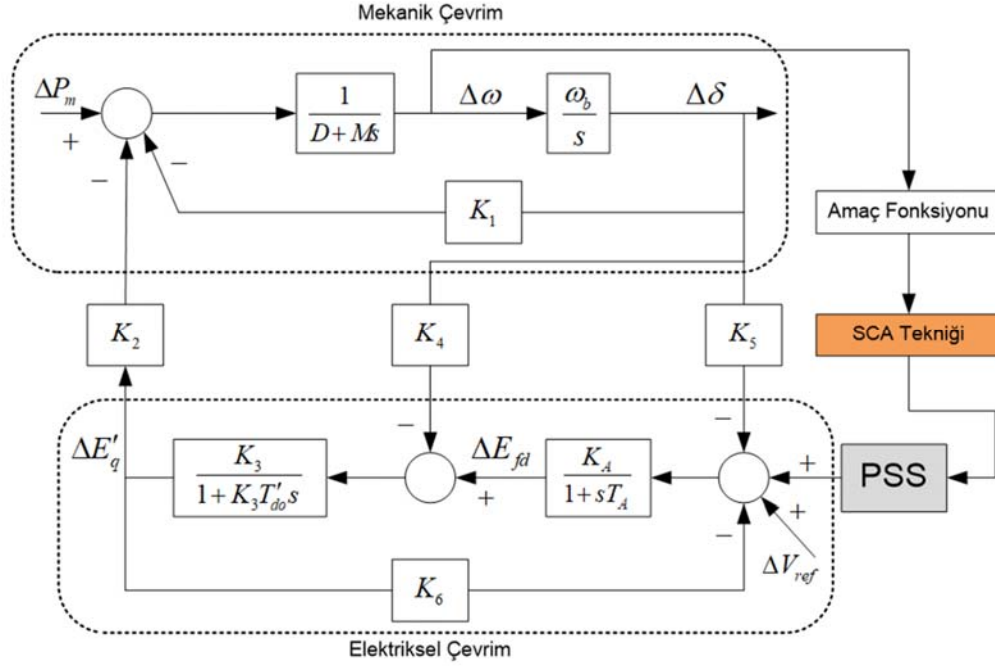 Mekanik Çevrim
ΔP_m
+
−
−
1
D + Ms
Δω
ω_b
s
Δδ
K_1
Amaç Fonksiyonu
K_2
K_4
K_5
SCA Tekniği
ΔE'_q
K_3
1 + K_3T'_do s
−
ΔE_fd
+
K_A
1 + sT_A
−
+
+
−
PSS
ΔV_ref
K_6
Elektriksel Çevrim